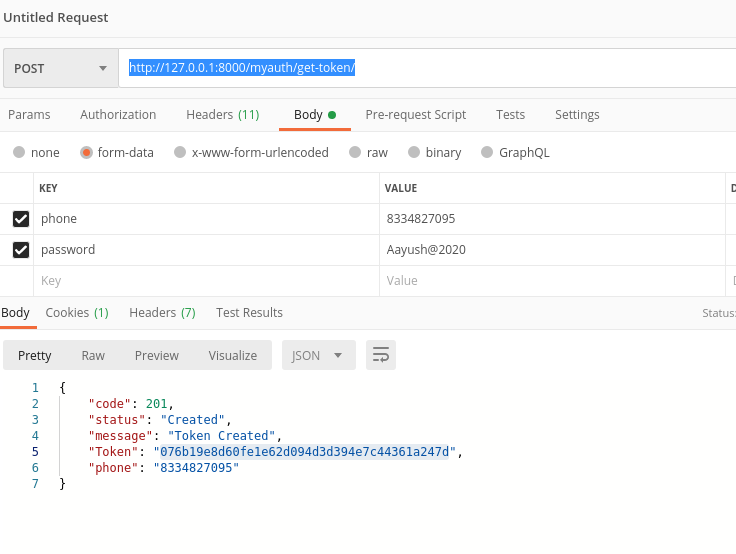 Untitled Request
POST http://127.0.0.1:8000/myauth/get-token/
Params Authorization Headers (11) Body Pre-request Script Tests Settings
none form-data x-www-form-urlencoded raw binary GraphQL
KEY VALUE D
phone 8334827095
password Aayush@2020
Key Value D
Body Cookies (1) Headers (7) Test Results Status:
Pretty Raw Preview Visualize JSON
1 {
2 "code": 201,
3 "status": "Created",
4 "message": "Token Created",
5 "Token": "076b19e8d60fe1e62d094d3d394e7c44361a247d",
6 "phone": "8334827095"
7 }